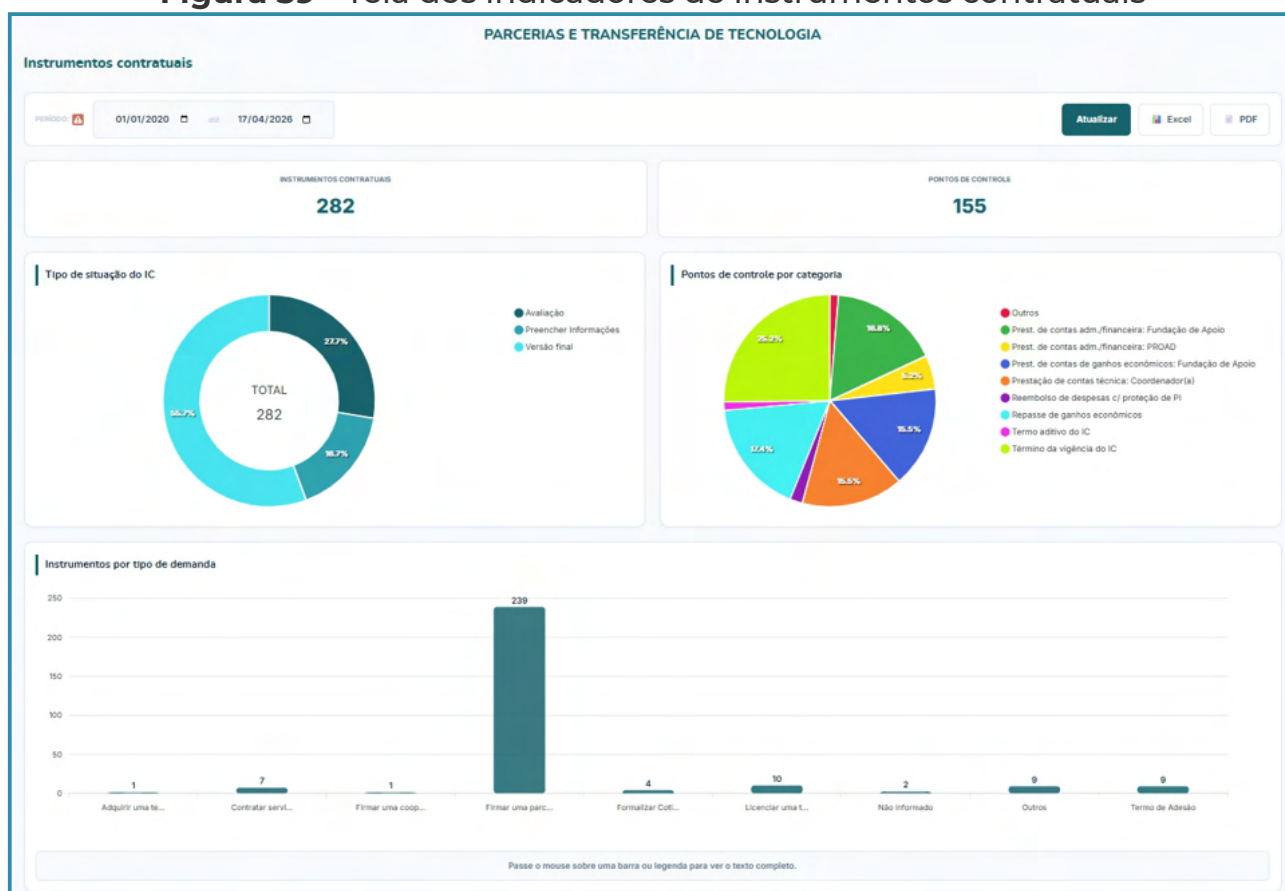 PARCERIAS E TRANSFERÊNCIA DE TECNOLOGIA
Instrumentos contratuais
PERÍODO: 01/01/2020 até 17/04/2026 Atualizar Excel PDF
INSTRUMENTOS CONTRATUAIS
282
PONTOS DE CONTROLE
155
Tipo de situação do IC
27.7%
16.7%
55.7%
TOTAL
282
Avaliação
Preencher Informações
Versão final
Pontos de controle por categoria
16.8%
5.2%
15.5%
15.5%
17.4%
25.2%
Outros
Prest. de contas adm./financeira: Fundação de Apoio
Prest. de contas adm./financeira: PROAD
Prest. de contas de ganhos econômicos: Fundação de Apoio
Prestação de contas técnica: Coordenador(a)
Reembolso de despesas c/ proteção de PI
Repasse de ganhos econômicos
Termo aditivo do IC
Término da vigência do IC
Instrumentos por tipo de demanda
250
200
150
100
50
0
1 7 1 239 4 10 2 9 9
Adquirir uma te... Contratar servi... Firmar uma coop... Firmar uma parc... Formalizar Coti... Licenciar uma t... Não informado Outros Termo de Adesão
Passe o mouse sobre uma barra ou legenda para ver o texto completo.